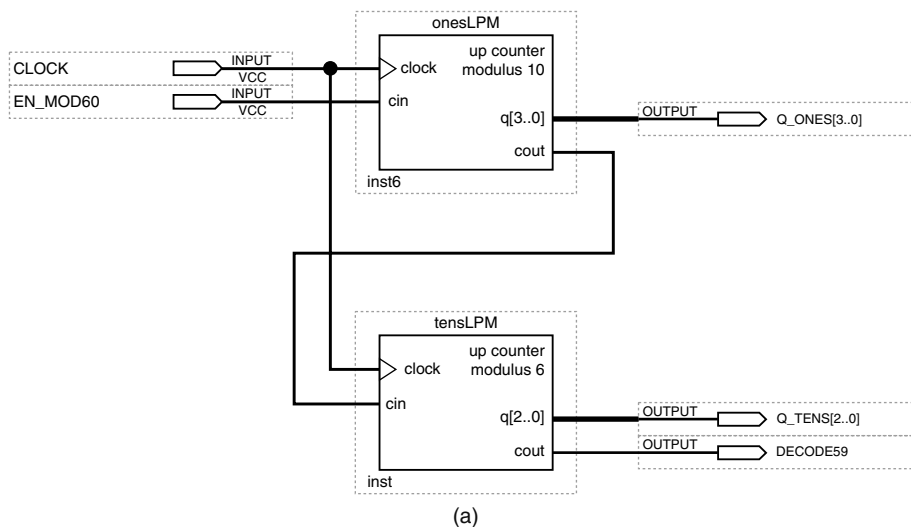 onesLPM
CLOCK
INPUT
VCC
EN_MOD60
INPUT
VCC
clock
up counter
modulus 10
cin
q[3..0]
cout
inst6
OUTPUT
Q_ONES[3..0]
tensLPM
clock
up counter
modulus 6
cin
q[2..0]
cout
inst
OUTPUT
Q_TENS[2..0]
OUTPUT
DECODE59
(a)